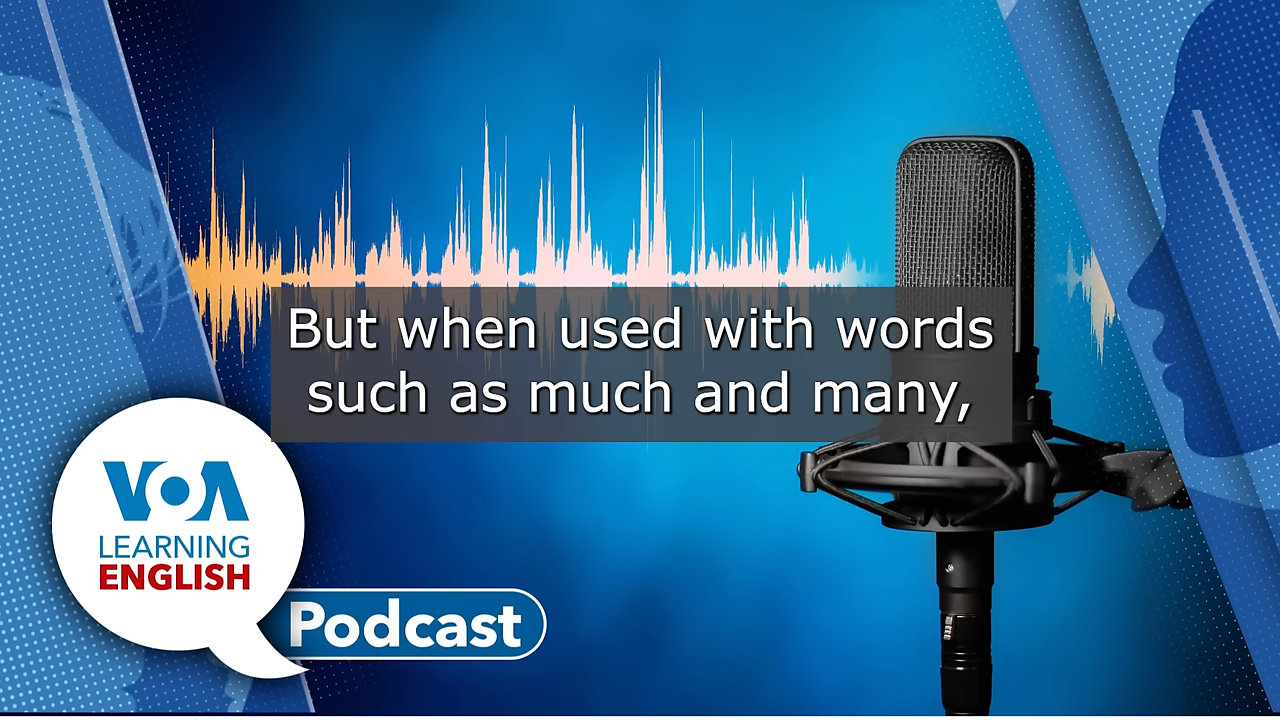 But when used with words
such as much and many,
VOA
LEARNING
ENGLISH
Podcast